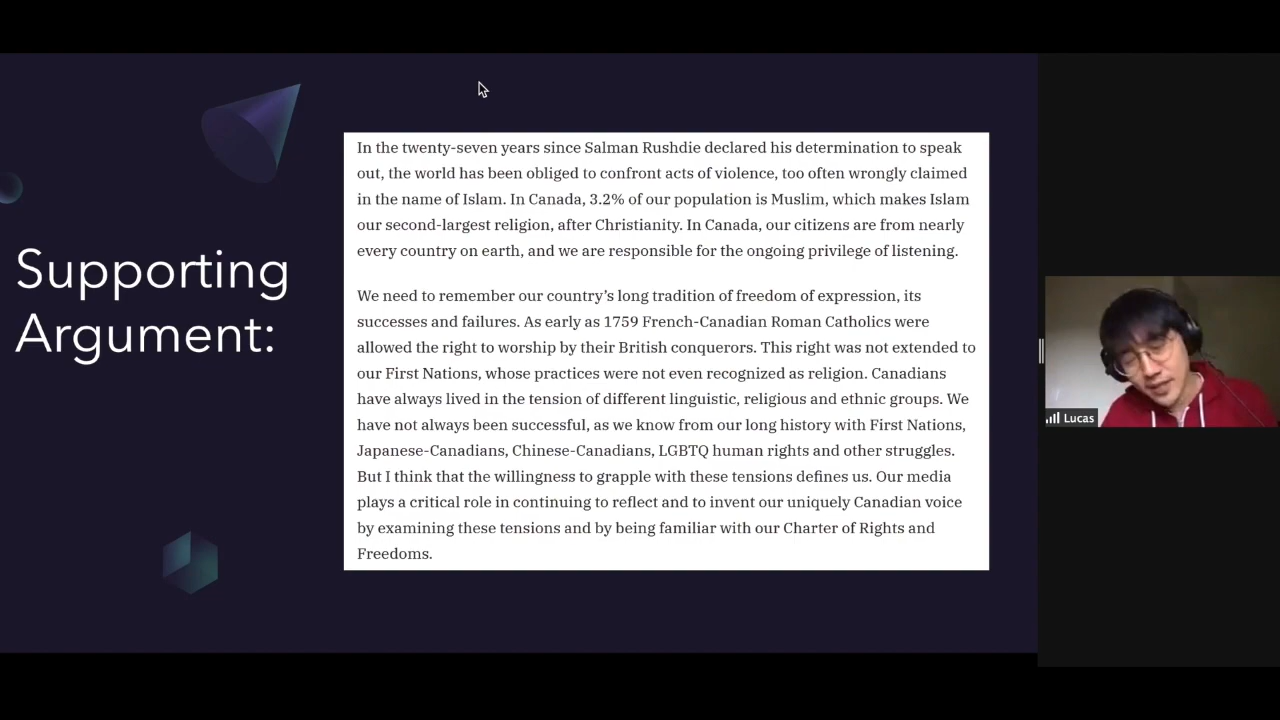 Supporting
Argument:
In the twenty-seven years since Salman Rushdie declared his determination to speak
out, the world has been obliged to confront acts of violence, too often wrongly claimed
in the name of Islam. In Canada, 3.2% of our population is Muslim, which makes Islam
our second-largest religion, after Christianity. In Canada, our citizens are from nearly
every country on earth, and we are responsible for the ongoing privilege of listening.
We need to remember our country’s long tradition of freedom of expression, its
successes and failures. As early as 1759 French-Canadian Roman Catholics were
allowed the right to worship by their British conquerors. This right was not extended to
our First Nations, whose practices were not even recognized as religion. Canadians
have always lived in the tension of different linguistic, religious and ethnic groups. We
have not always been successful, as we know from our long history with First Nations,
Japanese-Canadians, Chinese-Canadians, LGBTQ human rights and other struggles.
But I think that the willingness to grapple with these tensions defines us. Our media
plays a critical role in continuing to reflect and to invent our uniquely Canadian voice
by examining these tensions and by being familiar with our Charter of Rights and
Freedoms.
Lucas